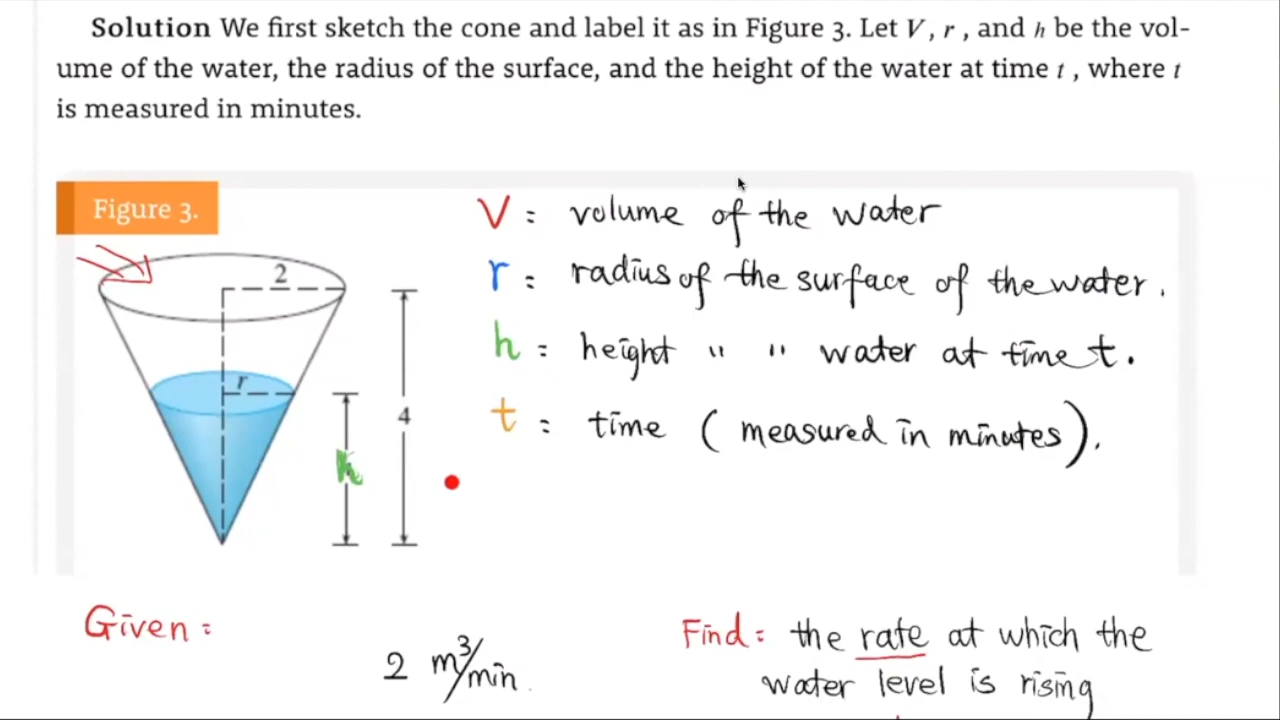 Solution We first sketch the cone and label it as in Figure 3. Let V, r, and h be the vol-
ume of the water, the radius of the surface, and the height of the water at time t, where t
is measured in minutes.
Figure 3.
2
r
h
4
V : volume of the water
r : radius of the surface of the water.
h : height " " water at time t.
t : time ( measured in minutes).
Given :
2 m³/min
Find : the rate at which the
water level is rising